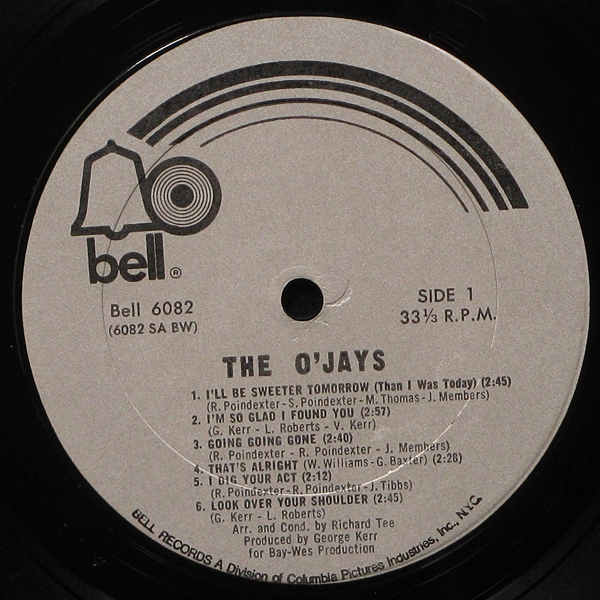 bell®
Bell 6082
(6082 SA BW)
SIDE 1
33⅓ R.P.M.
THE O'JAYS
1. I'LL BE SWEETER TOMORROW (Than I Was Today) (2:45)
(R. Poindexter - S. Poindexter - M. Thomas - J. Members)
2. I'M SO GLAD I FOUND YOU (2:57)
(G. Kerr - L. Roberts - V. Kerr)
3. GOING GOING GONE (2:40)
(R. Poindexter - R. Poindexter - J. Members)
4. THAT'S ALRIGHT (W. Williams - G. Baxter) (2:28)
5. I DIG YOUR ACT (2:12)
(R. Poindexter - R. Poindexter - J. Tibbs)
6. LOOK OVER YOUR SHOULDER (2:45)
(G. Kerr - L. Roberts)
Arr. and Cond. by Richard Tee
Produced by George Kerr
for Bay-Wes Production
BELL RECORDS A Division of Columbia Pictures Industries, Inc., N.Y.C.